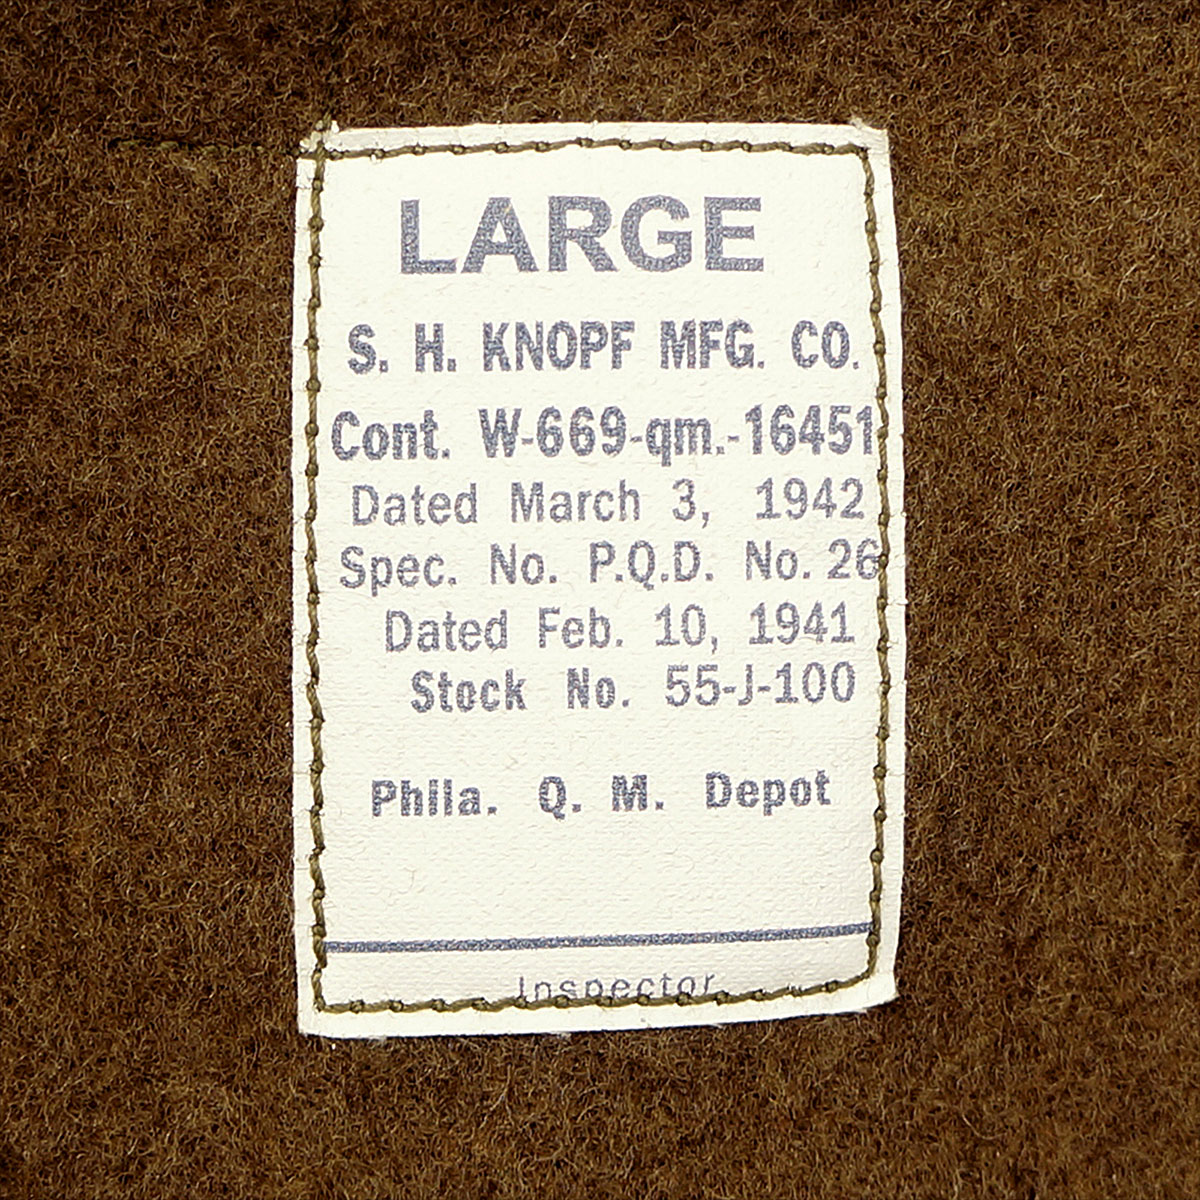 LARGE
S. H. KNOPF MFG. CO.
Cont. W-669-qm.-16451
Dated March 3, 1942
Spec. No. P.Q.D. No. 26
Dated Feb. 10, 1941
Stock No. 55-J-100
Phila. Q. M. Depot
Inspector